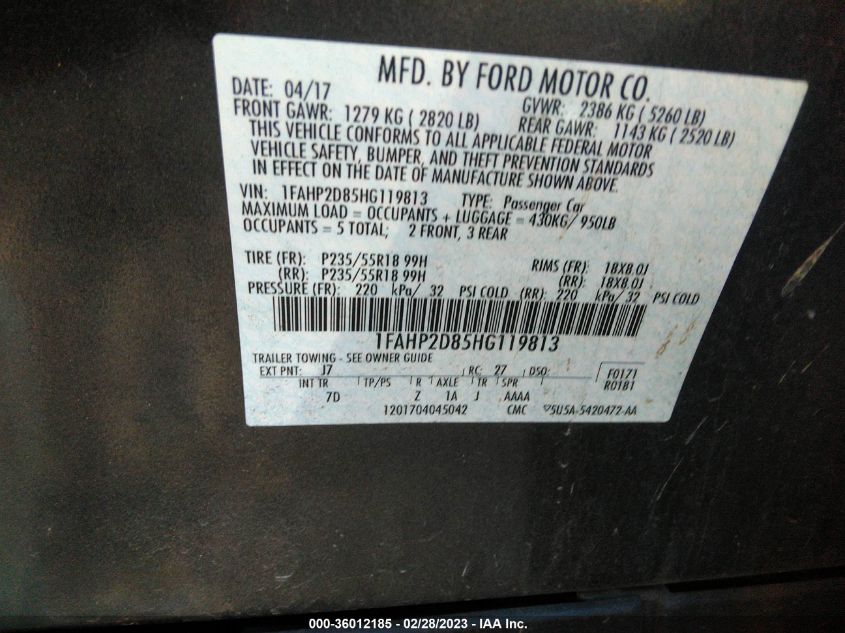 MFD. BY FORD MOTOR CO.
DATE: 04/17 GVWR: 2386 KG ( 5260 LB)
FRONT GAWR: 1279 KG ( 2820 LB) REAR GAWR: 1143 KG ( 2520 LB)
THIS VEHICLE CONFORMS TO ALL APPLICABLE FEDERAL MOTOR
VEHICLE SAFETY, BUMPER, AND THEFT PREVENTION STANDARDS
IN EFFECT ON THE DATE OF MANUFACTURE SHOWN ABOVE.
VIN: 1FAHP2D85HG119813 TYPE: Passenger Car
MAXIMUM LOAD = OCCUPANTS + LUGGAGE = 430KG/ 950LB
OCCUPANTS = 5 TOTAL; 2 FRONT, 3 REAR
TIRE (FR): P235/55R18 99H RIMS (FR): 18X8.0J
(RR): P235/55R18 99H (RR): 18X8.0J
PRESSURE (FR): 220 kPa/ 32 PSI COLD (RR): 220 kPa/ 32 PSI COLD
1FAHP2D85HG119813
TRAILER TOWING - SEE OWNER GUIDE
EXT PNT: J7 RC: 27 DSO: F0171
R0181
INT TR TP/PS R AXLE TR SPR
7D Z 1A J AAAA
1201704045042 CMC 5U5A-5420472-AA
000-36012185 - 02/28/2023 - IAA Inc.